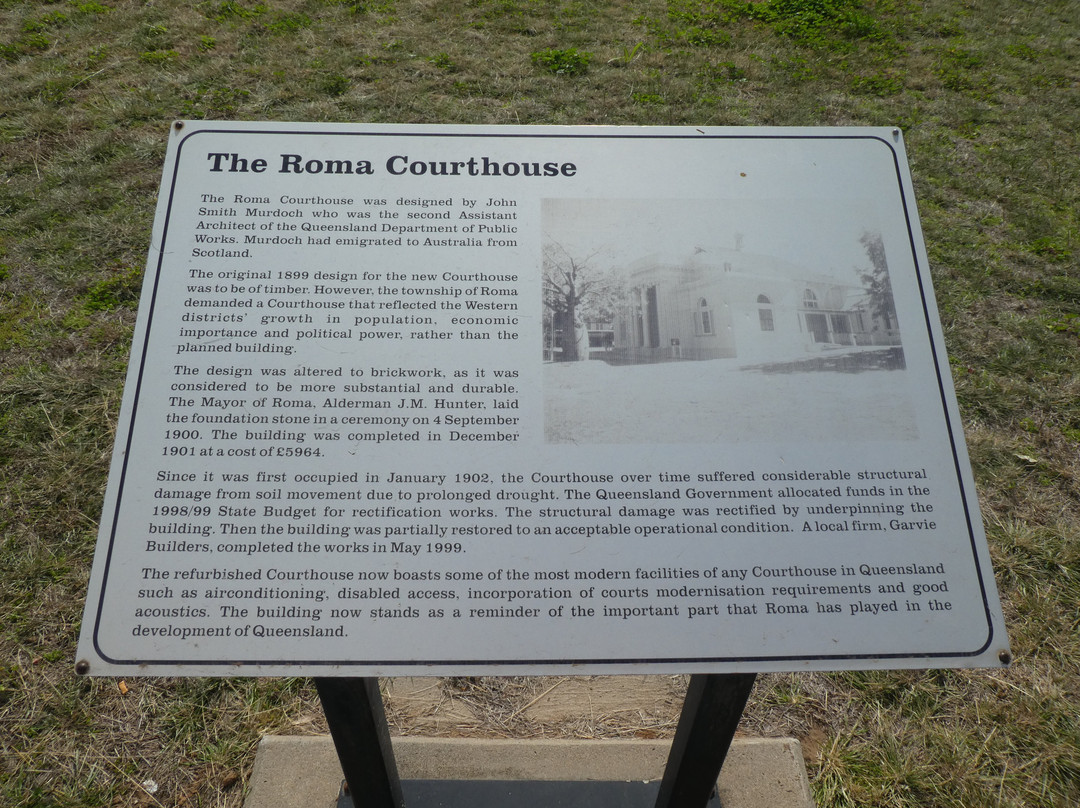 The Roma Courthouse
The Roma Courthouse was designed by John
Smith Murdoch who was the second Assistant
Architect of the Queensland Department of Public
Works. Murdoch had emigrated to Australia from
Scotland.
The original 1899 design for the new Courthouse
was to be of timber. However, the township of Roma
demanded a Courthouse that reflected the Western
districts' growth in population, economic
importance and political power, rather than the
planned building.
The design was altered to brickwork, as it was
considered to be more substantial and durable.
The Mayor of Roma, Alderman J.M. Hunter, laid
the foundation stone in a ceremony on 4 September
1900. The building was completed in December
1901 at a cost of £5964.
Since it was first occupied in January 1902, the Courthouse over time suffered considerable structural
damage from soil movement due to prolonged drought. The Queensland Government allocated funds in the
1998/99 State Budget for rectification works. The structural damage was rectified by underpinning the
building. Then the building was partially restored to an acceptable operational condition. A local firm, Garvie
Builders, completed the works in May 1999.
The refurbished Courthouse now boasts some of the most modern facilities of any Courthouse in Queensland
such as airconditioning, disabled access, incorporation of courts modernisation requirements and good
acoustics. The building now stands as a reminder of the important part that Roma has played in the
development of Queensland.